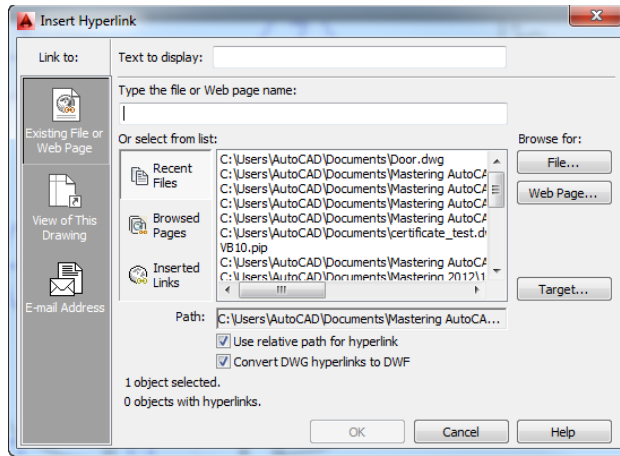 Insert Hyperlink
Link to:
Text to display:
Existing File or
Web Page
View of This
Drawing
E-mail Address
Type the file or Web page name:
Or select from list:
Browse for:
Recent
Files
Browsed
Pages
Inserted
Links
C:\Users\AutoCAD\Documents\Door.dwg
C:\Users\AutoCAD\Documents\Mastering AutoCA
C:\Users\AutoCAD\Documents\Mastering AutoCA
C:\Users\AutoCAD\Documents\Mastering AutoCA
C:\Users\AutoCAD\Documents\Mastering AutoCA
C:\Users\AutoCAD\Documents\certificate_test.d
VB10.pip
C:\Users\AutoCAD\Documents\Mastering AutoCA
C:\Users\AutoCAD\Documents\Mastering 2012\1
File...
Web Page...
Target...
Path:
C:\Users\AutoCAD\Documents\Mastering AutoCA...
Use relative path for hyperlink
Convert DWG hyperlinks to DWF
1 object selected.
0 objects with hyperlinks.
OK
Cancel
Help